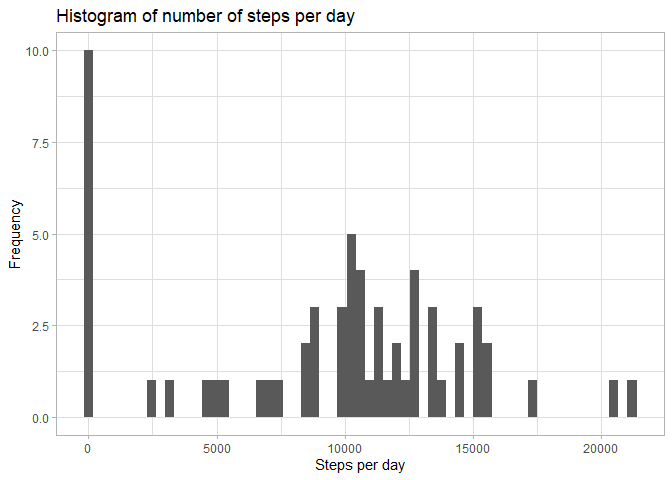 Histogram of number of steps per day
10.0
7.5
5.0
2.5
0.0
Frequency
0 5000 10000 15000 20000
Steps per day